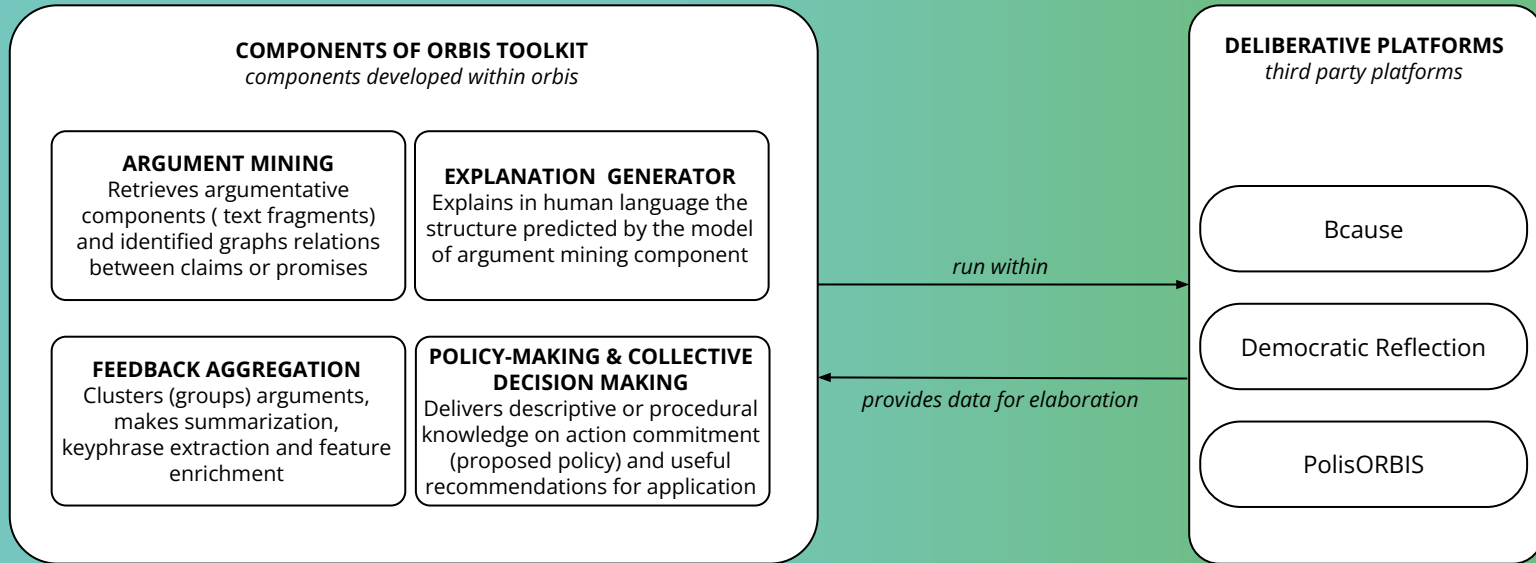 COMPONENTS OF ORBIS TOOLKIT
components developed within orbis
ARGUMENT MINING
Retrieves argumentative
components ( text fragments)
and identified graphs relations
between claims or promises
EXPLANATION  GENERATOR
Explains in human language the
structure predicted by the model
of argument mining component
FEEDBACK AGGREGATION
Clusters (groups) arguments,
makes summarization,
keyphrase extraction and feature
enrichment
POLICY-MAKING & COLLECTIVE
DECISION MAKING
Delivers descriptive or procedural
knowledge on action commitment
(proposed policy) and useful
recommendations for application
run within
provides data for elaboration
DELIBERATIVE PLATFORMS
third party platforms
Bcause
Democratic Reflection
PolisORBIS